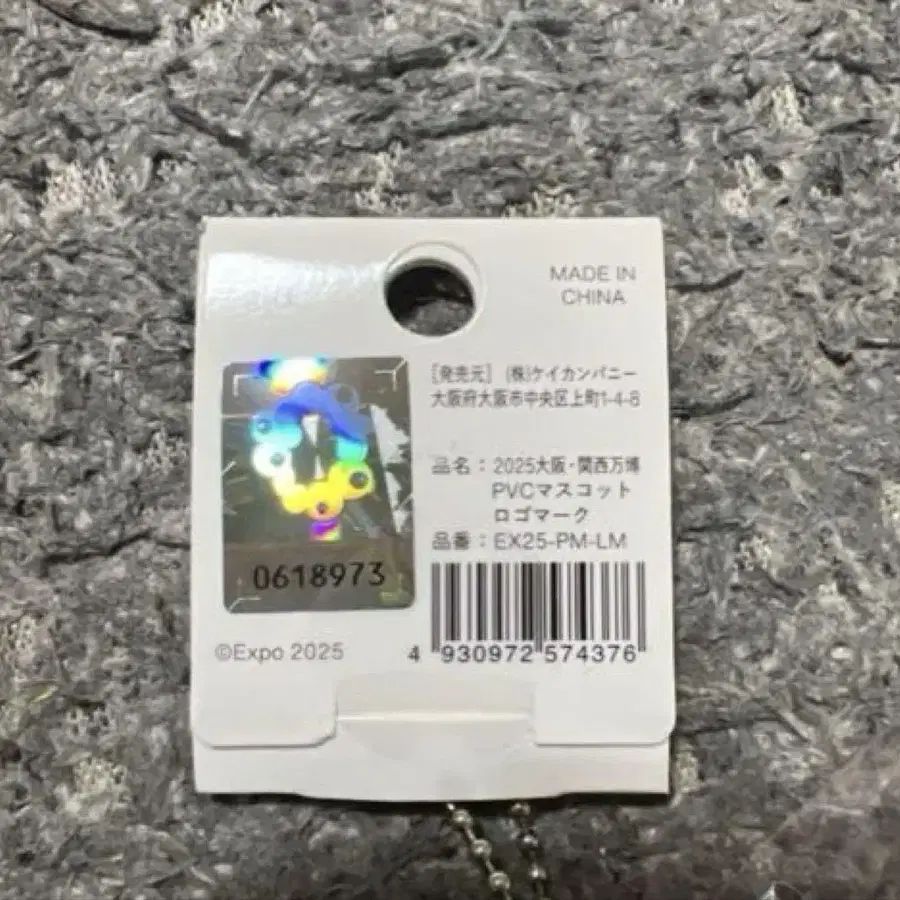 MADE IN
CHINA
[発売元] (株)ケイカンパニー
大阪府大阪市中央区上町1-4-8
品名：2025大阪・関西万博
PVCマスコット
ロゴマーク
品番：EX25-PM-LM
0618973
©Expo 2025
4 930972 574376